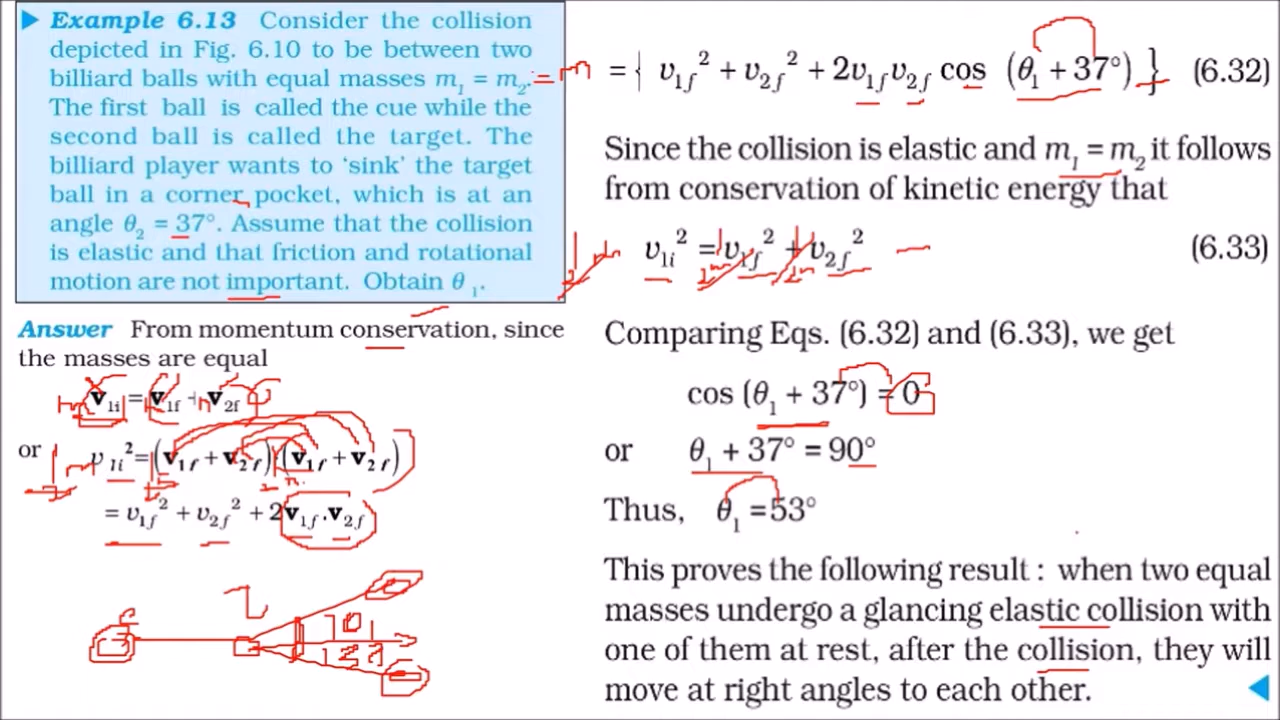 Example 6.13 Consider the collision
depicted in Fig. 6.10 to be between two
billiard balls with equal masses m₁ = m₂. = m
The first ball is called the cue while the
second ball is called the target. The
billiard player wants to ‘sink’ the target
ball in a corner pocket, which is at an
angle θ₂ = 37°. Assume that the collision
is elastic and that friction and rotational
motion are not important. Obtain θ₁.
Answer From momentum conservation, since
the masses are equal
v₁ᵢ = v₁f + v₂f
or v₁ᵢ² = (v₁f + v₂f)·(v₁f + v₂f)
= v₁f² + v₂f² + 2v₁f.v₂f
= { v₁f² + v₂f² + 2v₁fv₂f cos (θ₁ + 37°) } (6.32)
Since the collision is elastic and m₁ = m₂ it follows
from conservation of kinetic energy that
v₁ᵢ² = v₁f² + v₂f² (6.33)
Comparing Eqs. (6.32) and (6.33), we get
cos (θ₁ + 37°) = 0
or θ₁ + 37° = 90°
Thus, θ₁ = 53°
This proves the following result : when two equal
masses undergo a glancing elastic collision with
one of them at rest, after the collision, they will
move at right angles to each other.